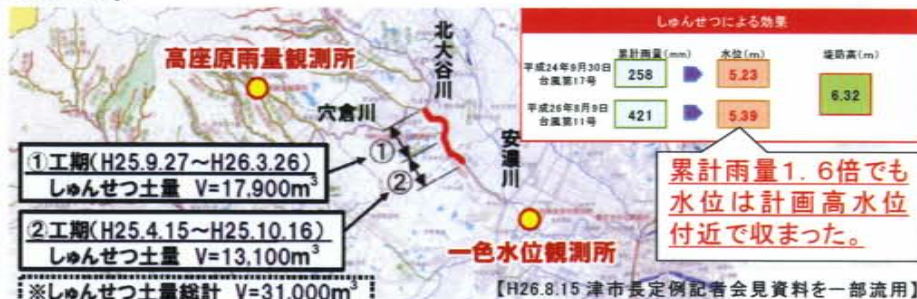 しゅんせつによる効果
累計雨量(mm) 水位(m) 堤防高(m)
平成24年9月30日
台風第17号
258
5.23
6.32
平成26年8月9日
台風第11号
421
5.39
北大谷川
高座原雨量観測所
穴倉川
安濃川
①
②
①工期(H25.9.27～H26.3.26)
しゅんせつ土量 V=17,900m³
②工期(H25.4.15～H25.10.16)
しゅんせつ土量 V=13,100m³
※しゅんせつ土量総計 V=31,000m³
一色水位観測所
累計雨量1.6倍でも
水位は計画高水位
付近で収まった。
【H26.8.15 津市長定例記者会見資料を一部流用】